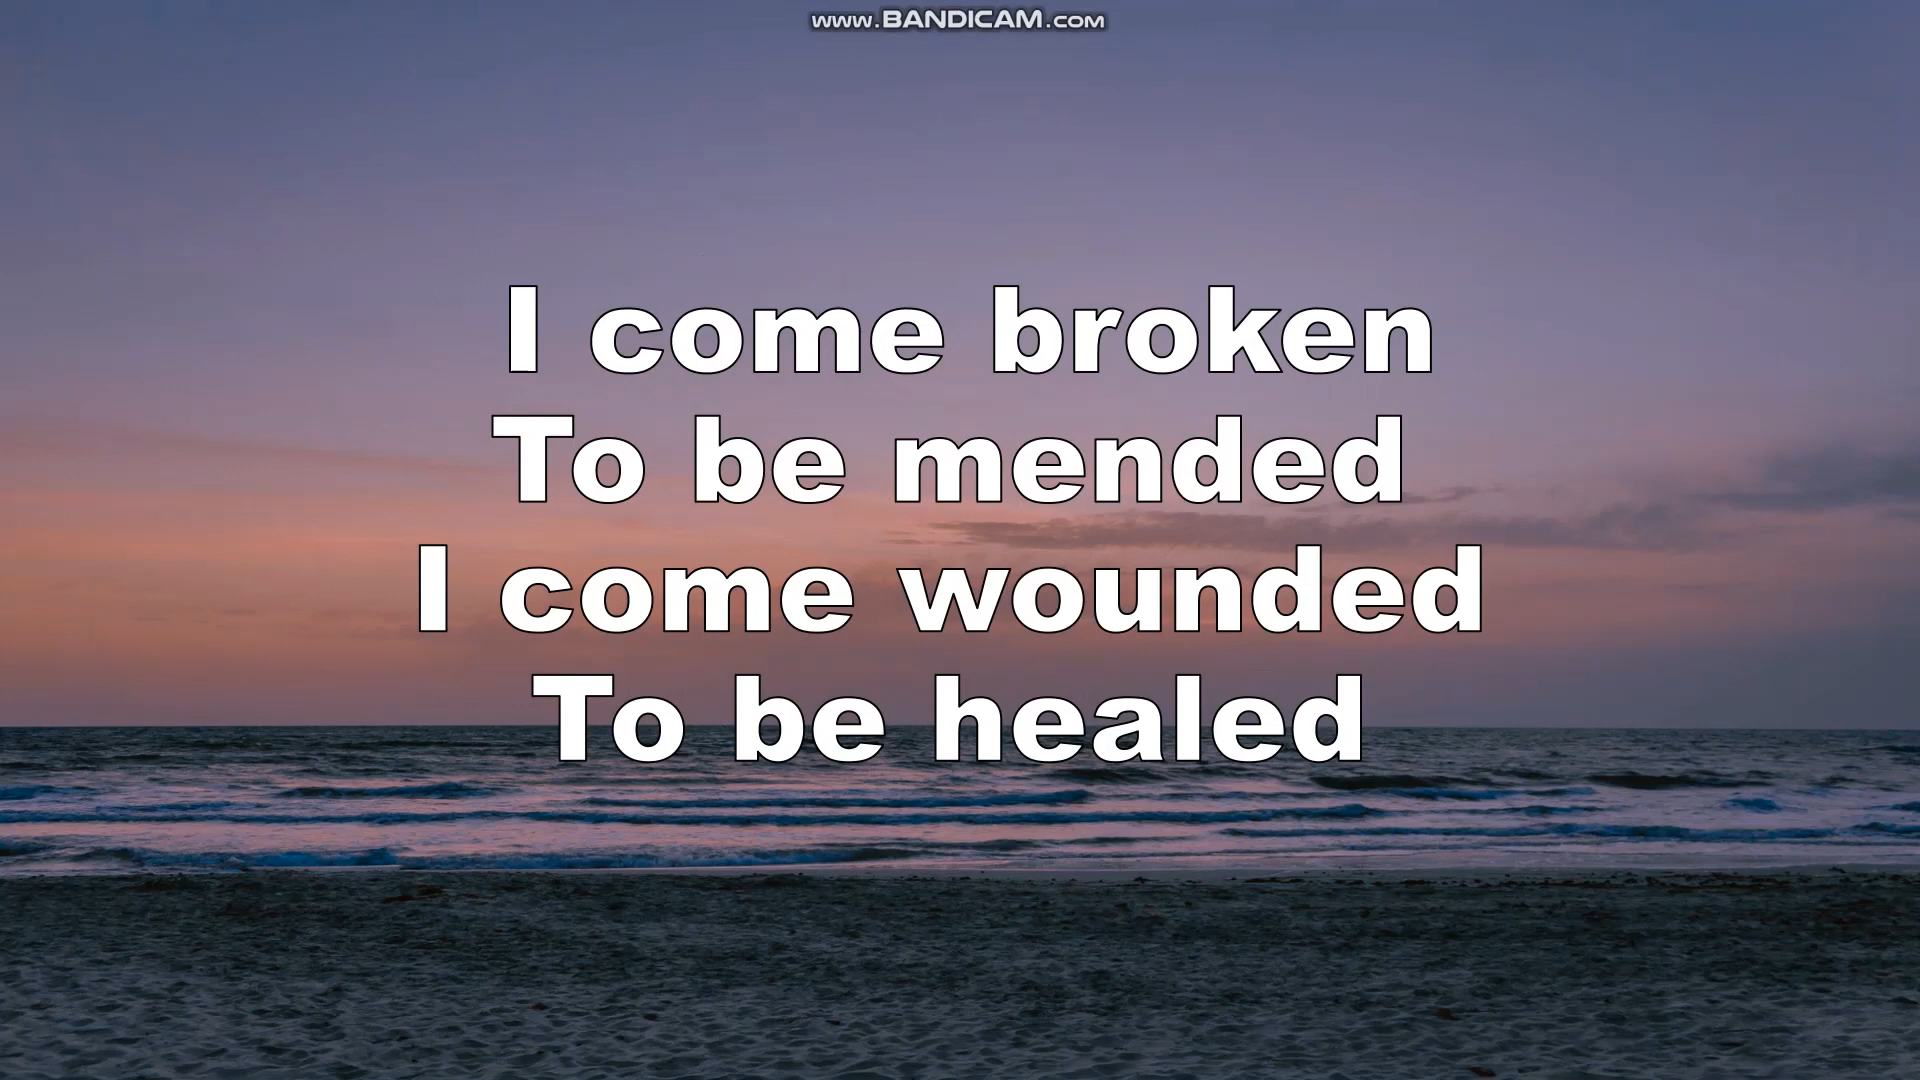 www.BANDICAM.com
I come broken
To be mended
I come wounded
To be healed